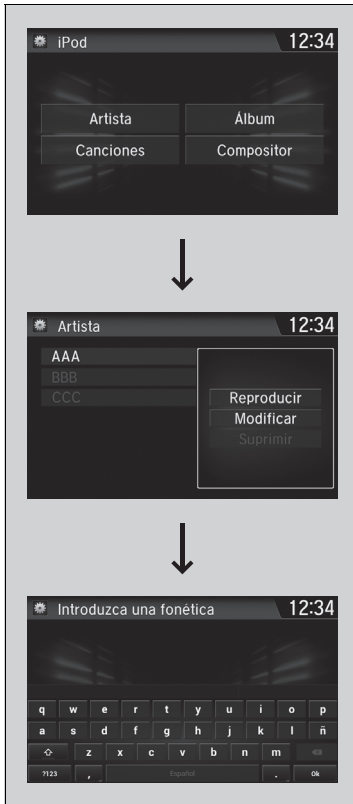 iPod 12:34
Artista Álbum
Canciones Compositor
Artista 12:34
AAA
BBB
CCC
Reproducir
Modificar
Suprimir
Introduzca una fonética 12:34
q w e r t y u i o p
a s d f g h j k l ñ
z x c v b n m
?123 , Español . Ok